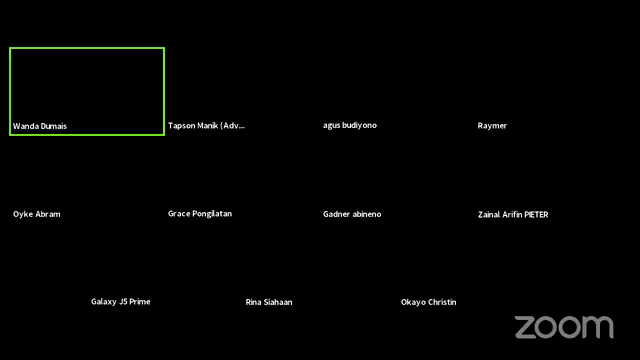 Wanda Dumais
Tapson Manik (Adv...
agus budiyono
Raymer
Oyke Abram
Grace Pongilatan
Gadner abineno
Zainal Arifin PIETER
Galaxy J5 Prime
Rina Siahaan
Okayo Christin
zoom